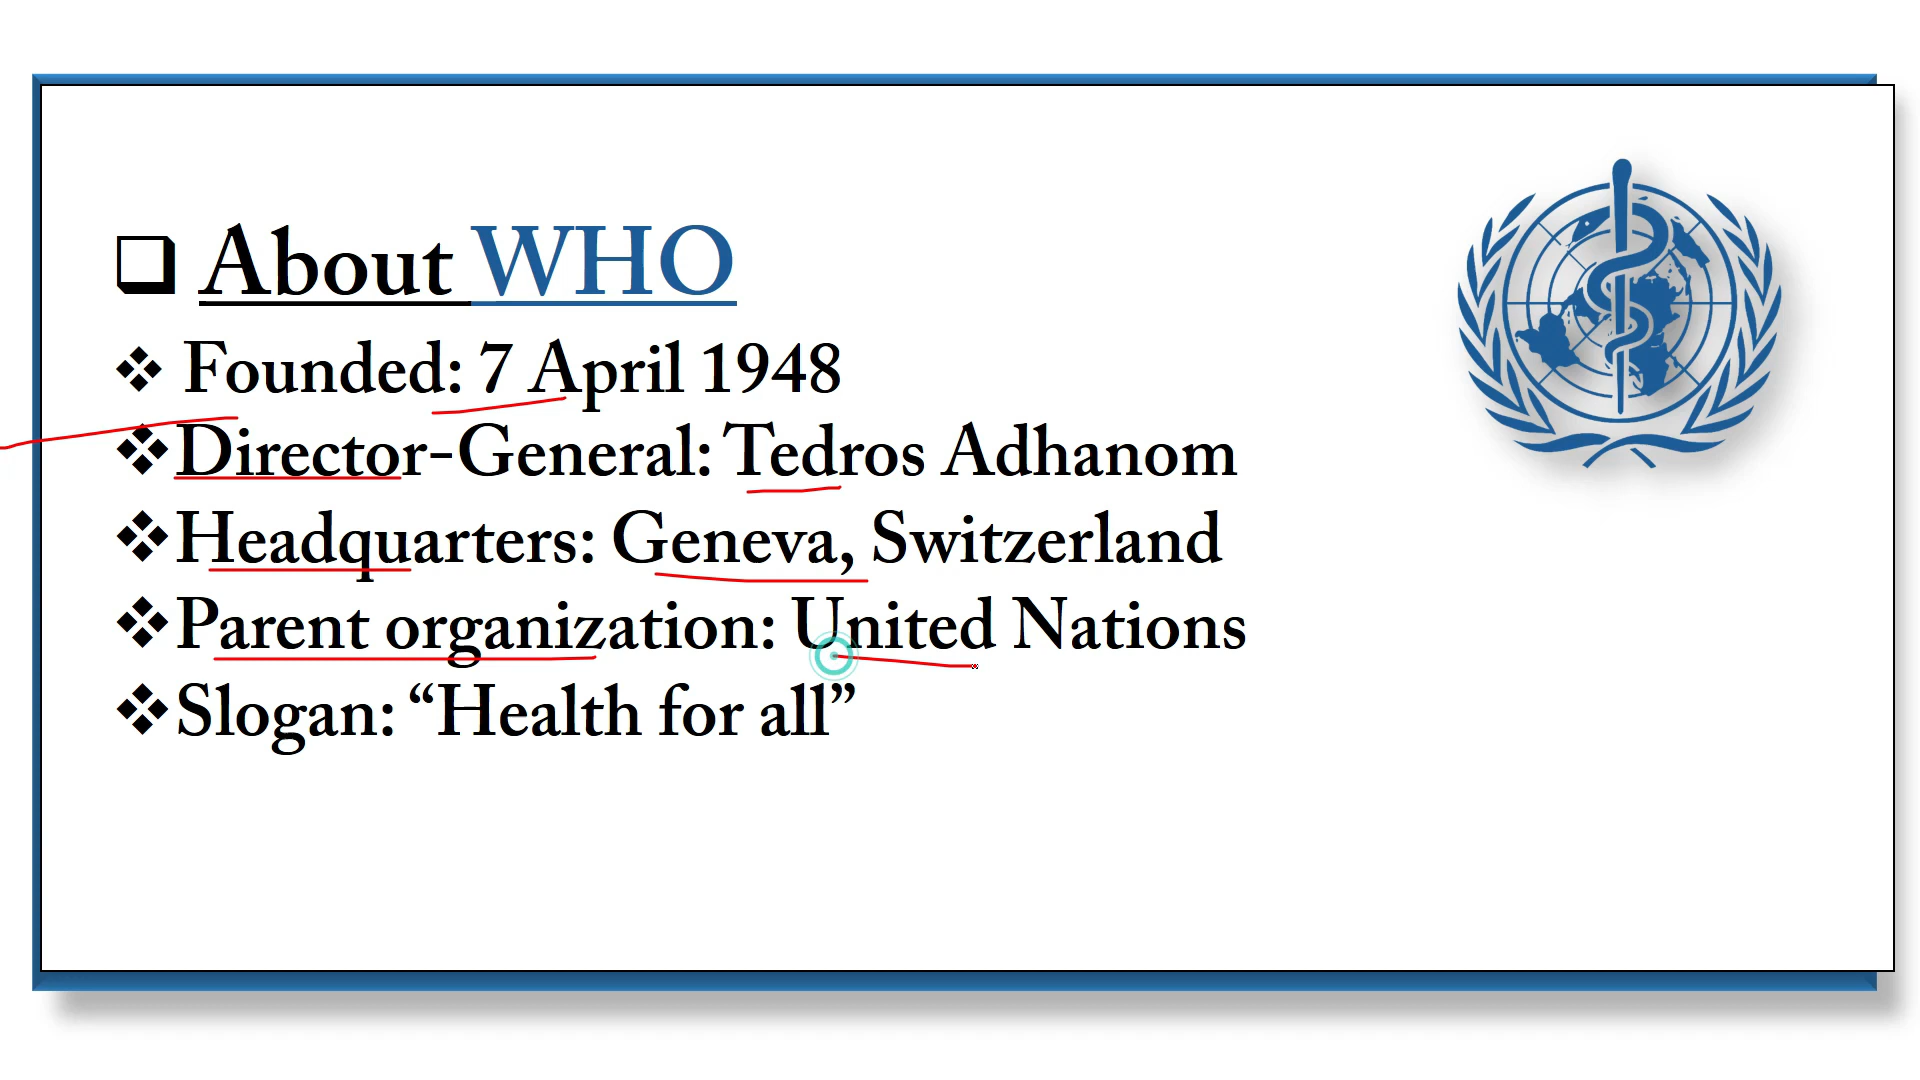 About WHO
Founded: 7 April 1948
Director-General: Tedros Adhanom
Headquarters: Geneva, Switzerland
Parent organization: United Nations
Slogan: “Health for all”